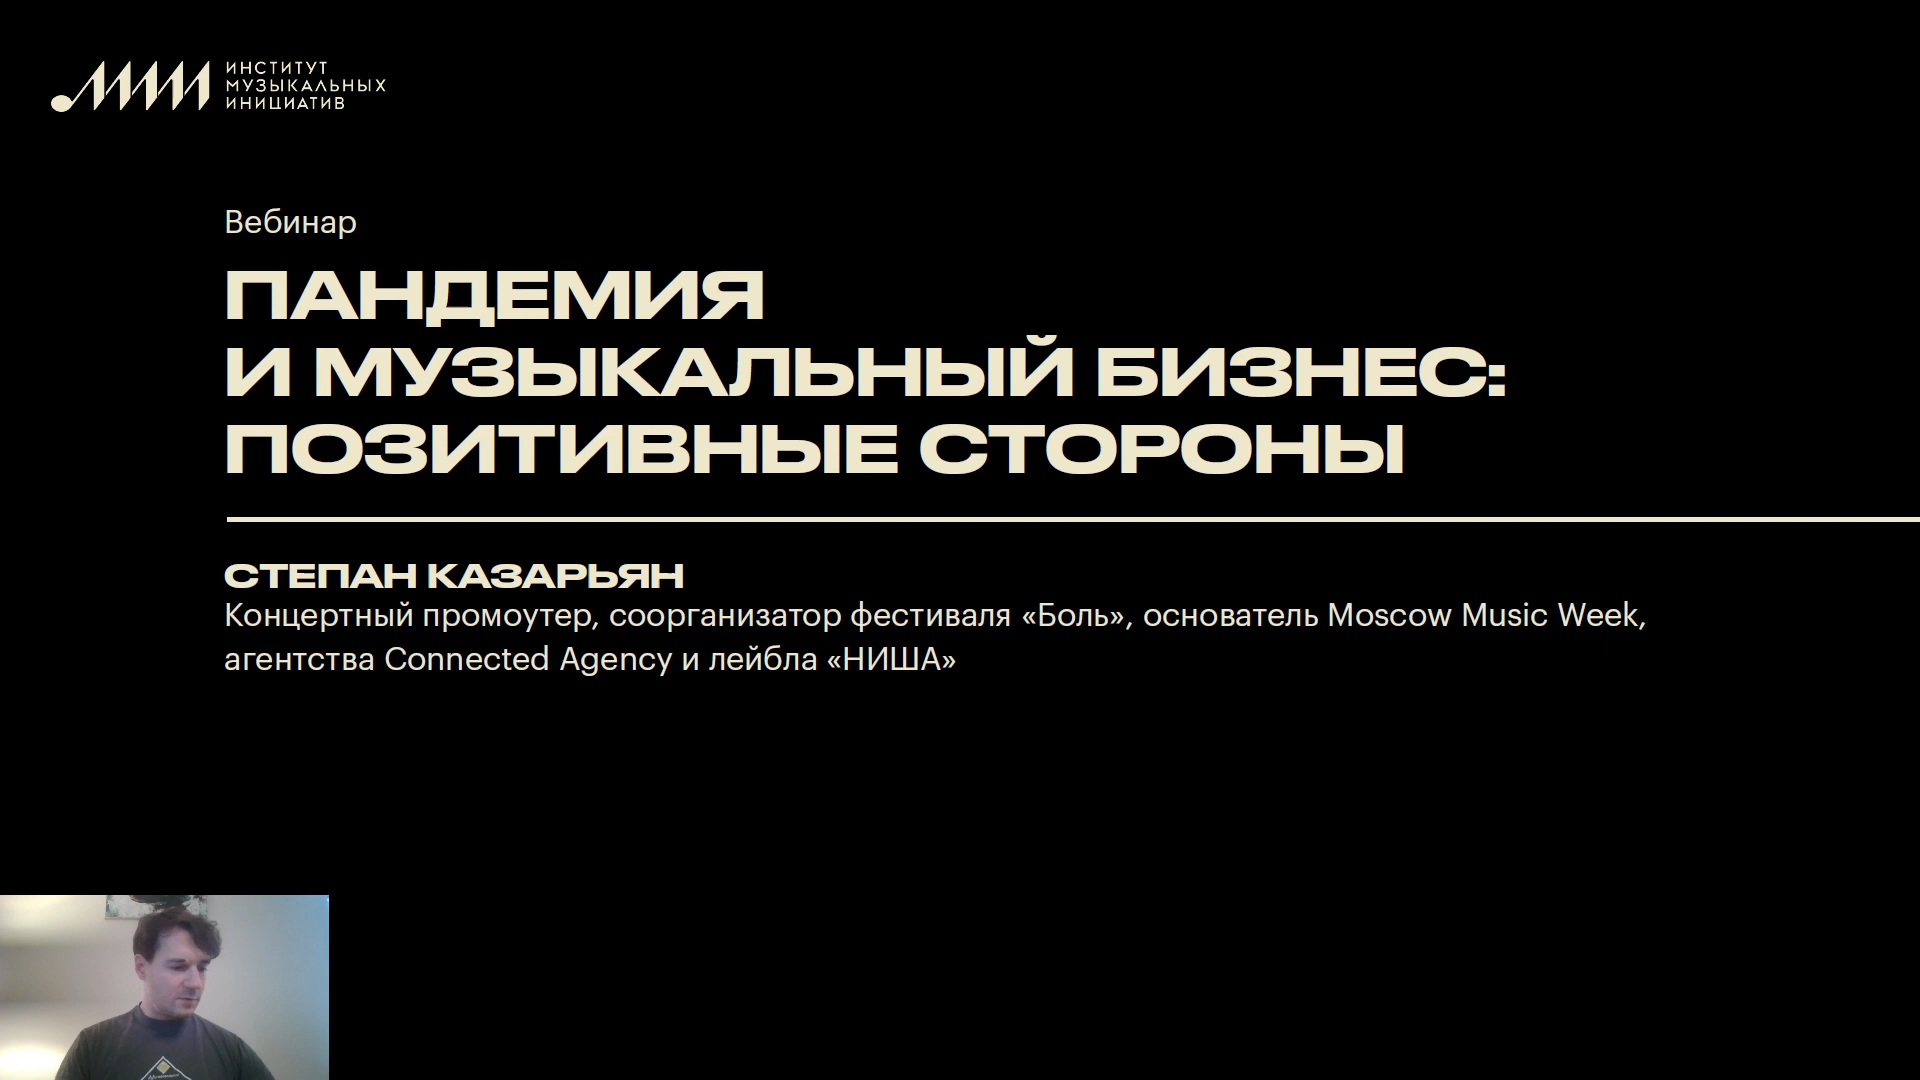 ИНСТИТУТ
МУЗЫКАЛЬНЫХ
ИНИЦИАТИВ
Вебинар
ПАНДЕМИЯ
И МУЗЫКАЛЬНЫЙ БИЗНЕС:
ПОЗИТИВНЫЕ СТОРОНЫ
СТЕПАН КАЗАРЬЯН
Концертный промоутер, соорганизатор фестиваля «Боль», основатель Moscow Music Week,
агентства Connected Agency и лейбла «НИША»